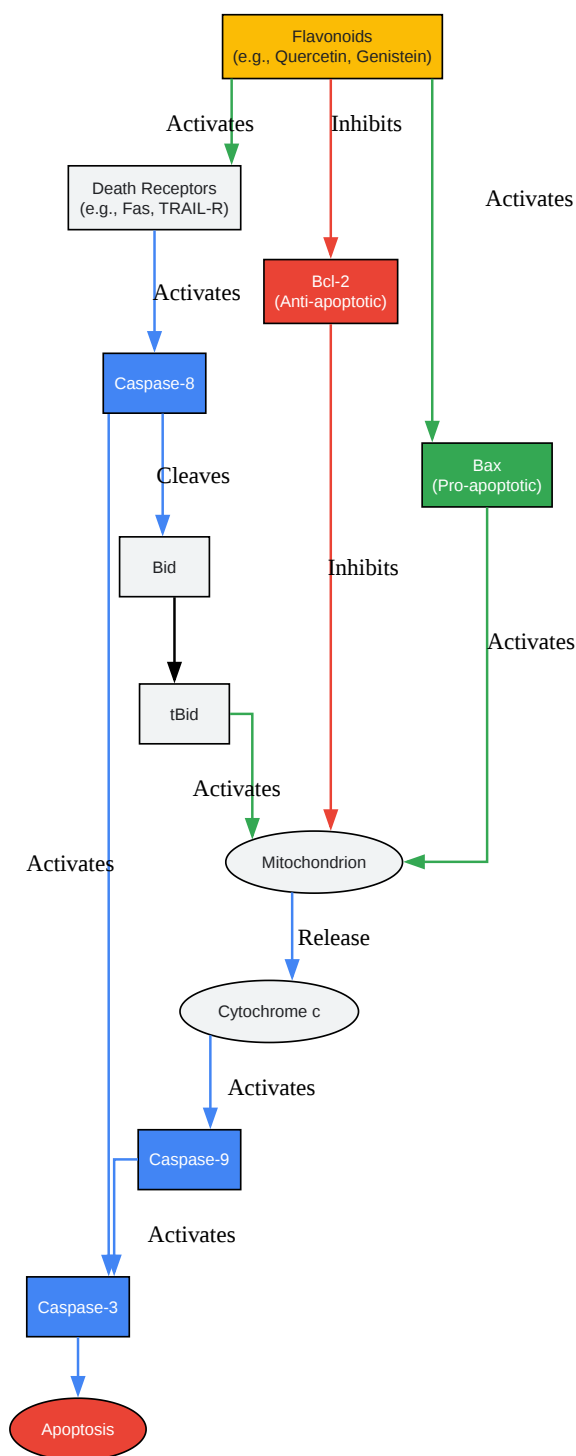 Flavonoids
(e.g., Quercetin, Genistein)
Activates
Inhibits
Activates
Death Receptors
(e.g., Fas, TRAIL-R)
Activates
Bcl-2
(Anti-apoptotic)
Caspase-8
Cleaves
Bax
(Pro-apoptotic)
Bid
Inhibits
Activates
tBid
Activates
Activates
Mitochondrion
Release
Cytochrome c
Activates
Caspase-9
Activates
Caspase-3
Apoptosis